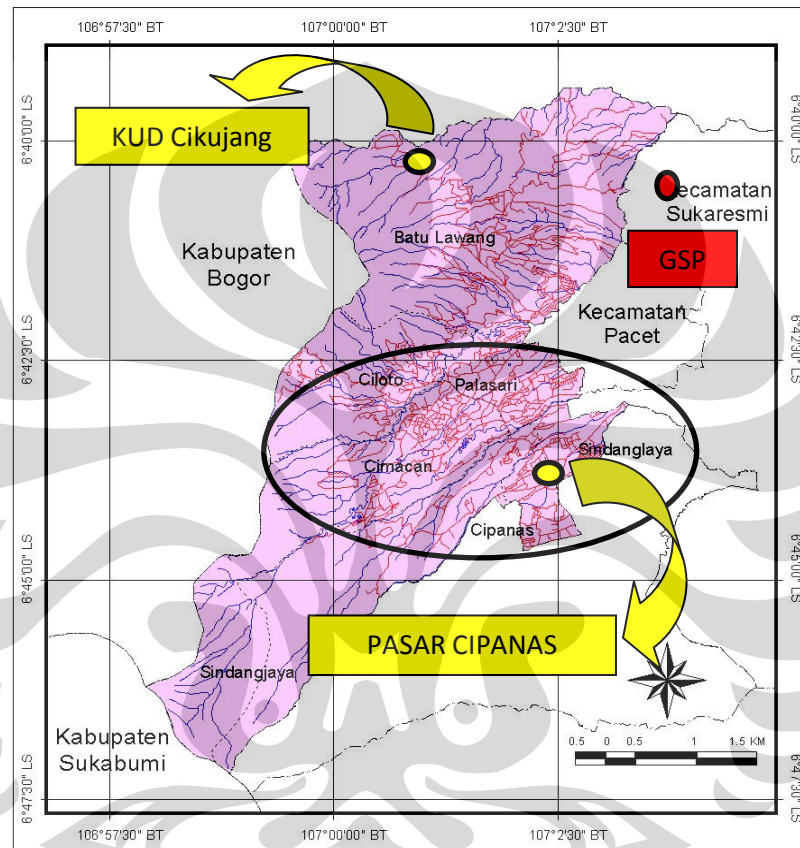 106°57'30" BT
107°00'00" BT
107°2'30" BT
6°40'00" LS
6°40'00" LS
KUD Cikujang
ecamatan
Sukaresmi
Batu Lawang
Kabupaten
Bogor
GSP
Kecamatan
Pacet
6°42'30" LS
6°42'30" LS
Ciloto
Palasari
Sindanglaya
Cimacan
Cipanas
6°45'00" LS
6°45'00" LS
PASAR CIPANAS
Sindangjaya
Kabupaten
Sukabumi
0.5 0 0.5 1 1.5 KM
6°47'30" LS
6°47'30" LS
106°57'30" BT
107°00'00" BT
107°2'30" BT